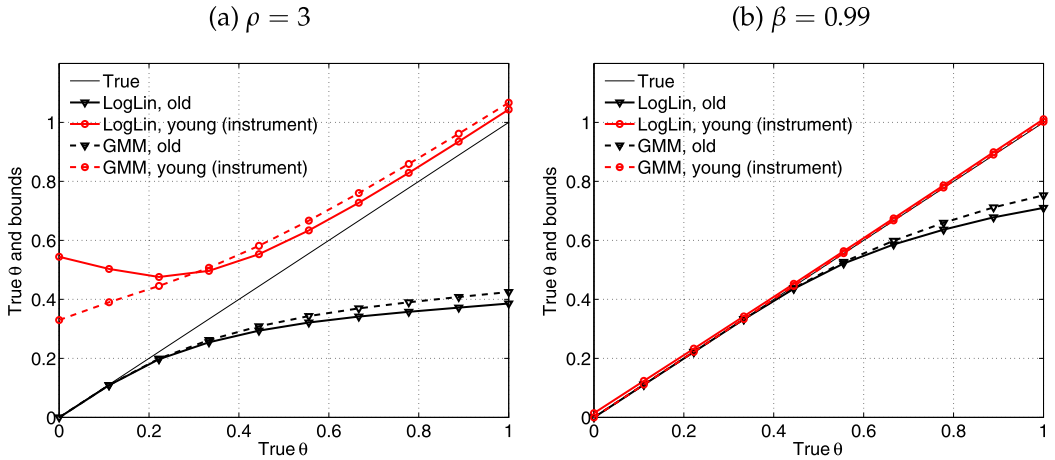 (a) ρ = 3
True
LogLin, old
LogLin, young (instrument)
GMM, old
GMM, young (instrument)
True θ and bounds
1
0.8
0.6
0.4
0.2
0
0
0.2
0.4
0.6
0.8
1
True θ
(b) β = 0.99
True
LogLin, old
LogLin, young (instrument)
GMM, old
GMM, young (instrument)
True θ and bounds
1
0.8
0.6
0.4
0.2
0
0
0.2
0.4
0.6
0.8
1
True θ